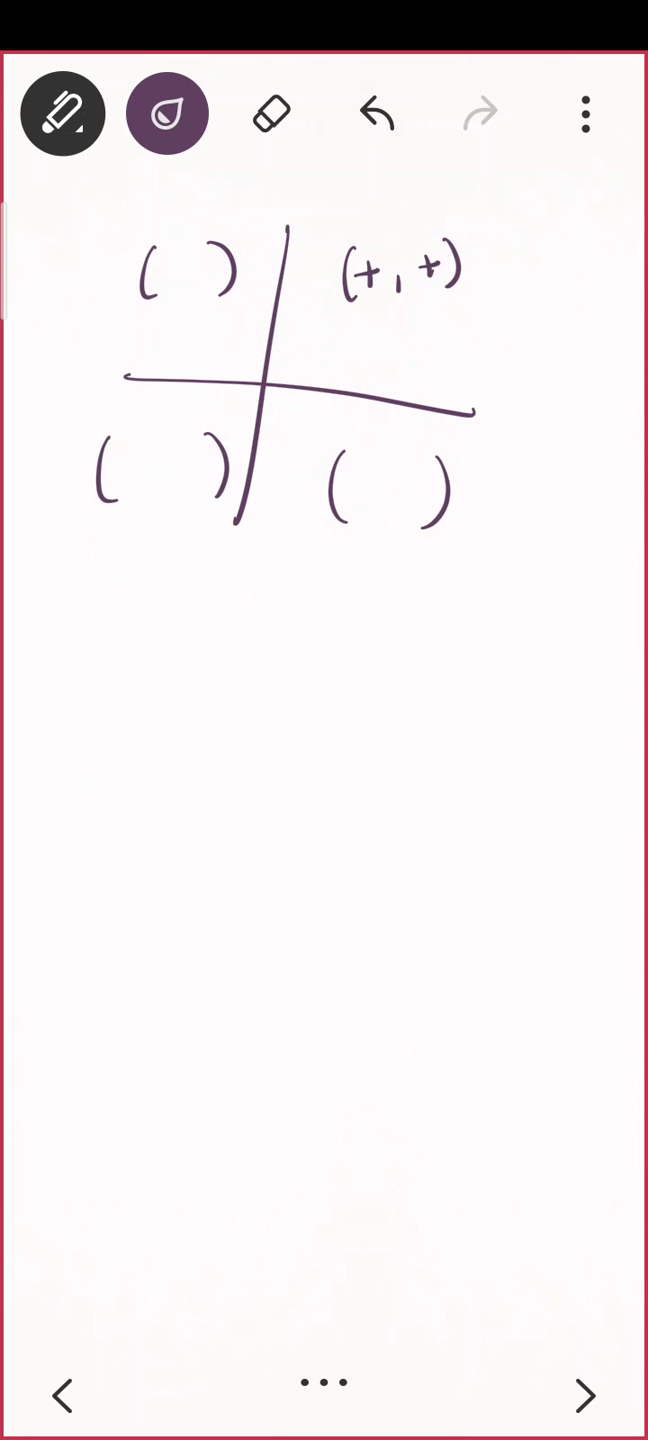 ( ) (+, +)
( ) ( )